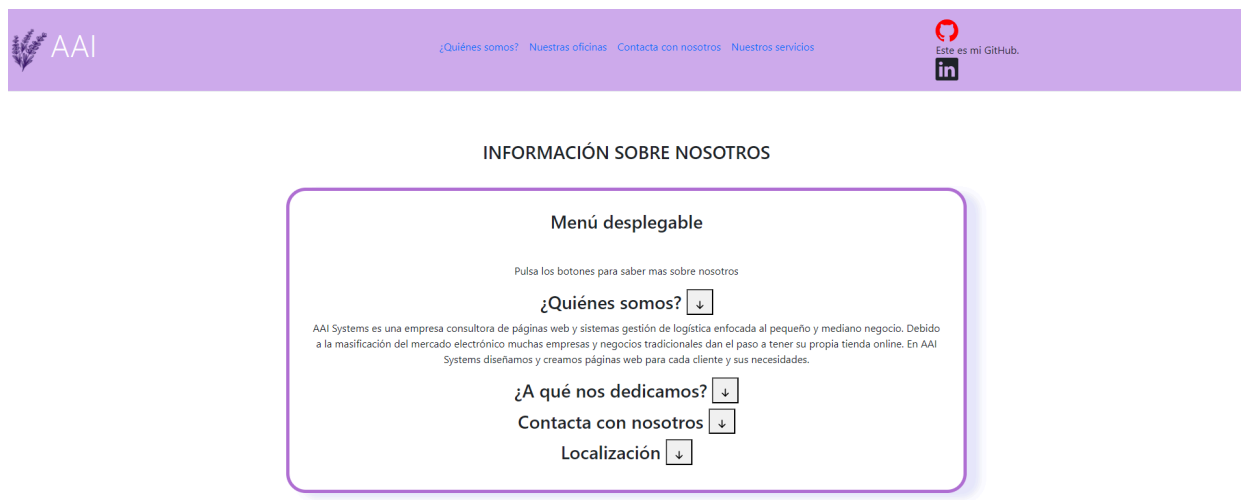 AAI
¿Quiénes somos? Nuestras oficinas Contacta con nosotros Nuestros servicios
Este es mi GitHub.
in
INFORMACIÓN SOBRE NOSOTROS
Menú desplegable
Pulsa los botones para saber mas sobre nosotros
¿Quiénes somos? ↓
AAI Systems es una empresa consultora de páginas web y sistemas gestión de logística enfocada al pequeño y mediano negocio. Debido
a la masificación del mercado electrónico muchas empresas y negocios tradicionales dan el paso a tener su propia tienda online. En AAI
Systems diseñamos y creamos páginas web para cada cliente y sus necesidades.
¿A qué nos dedicamos? ↓
Contacta con nosotros ↓
Localización ↓